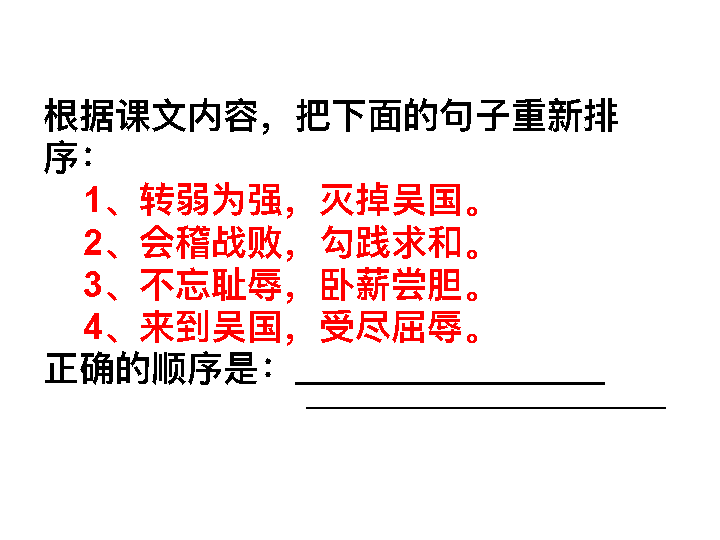 根据课文内容，把下面的句子重新排
序：
1、转弱为强，灭掉吴国。
2、会稽战败，勾践求和。
3、不忘耻辱，卧薪尝胆。
4、来到吴国，受尽屈辱。
正确的顺序是：